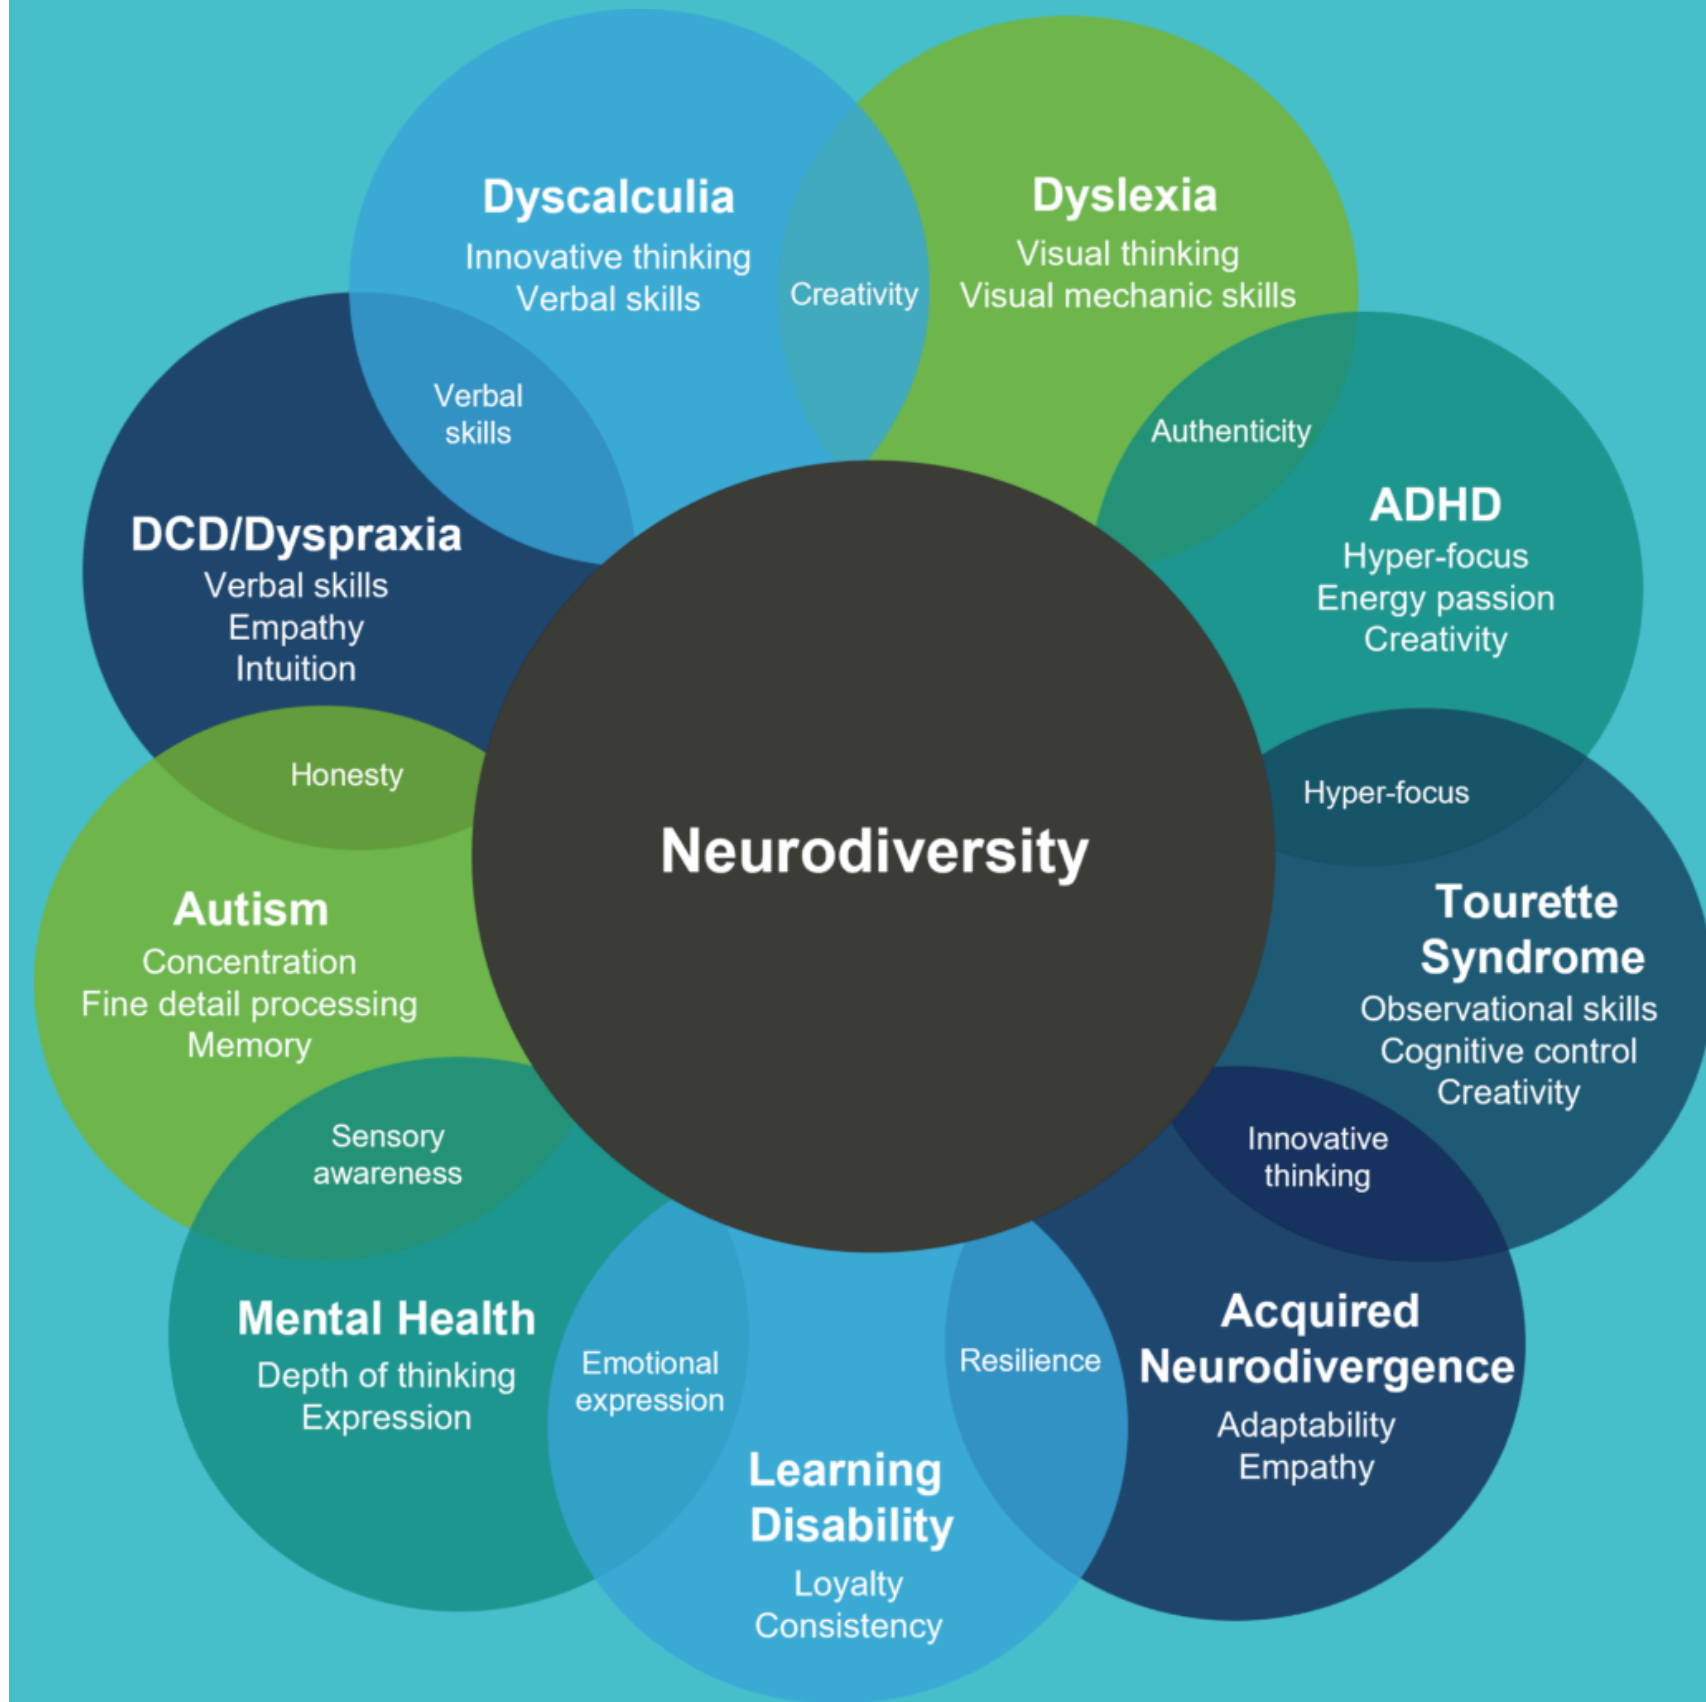 Dyscalculia
Innovative thinking
Verbal skills
Creativity
Dyslexia
Visual thinking
Visual mechanic skills
Authenticity
ADHD
Hyper-focus
Energy passion
Creativity
Hyper-focus
Tourette
Syndrome
Observational skills
Cognitive control
Creativity
Innovative
thinking
Acquired
Neurodivergence
Adaptability
Empathy
Resilience
Learning
Disability
Loyalty
Consistency
Emotional
expression
Mental Health
Depth of thinking
Expression
Sensory
awareness
Autism
Concentration
Fine detail processing
Memory
Honesty
DCD/Dyspraxia
Verbal skills
Empathy
Intuition
Verbal
skills
Neurodiversity